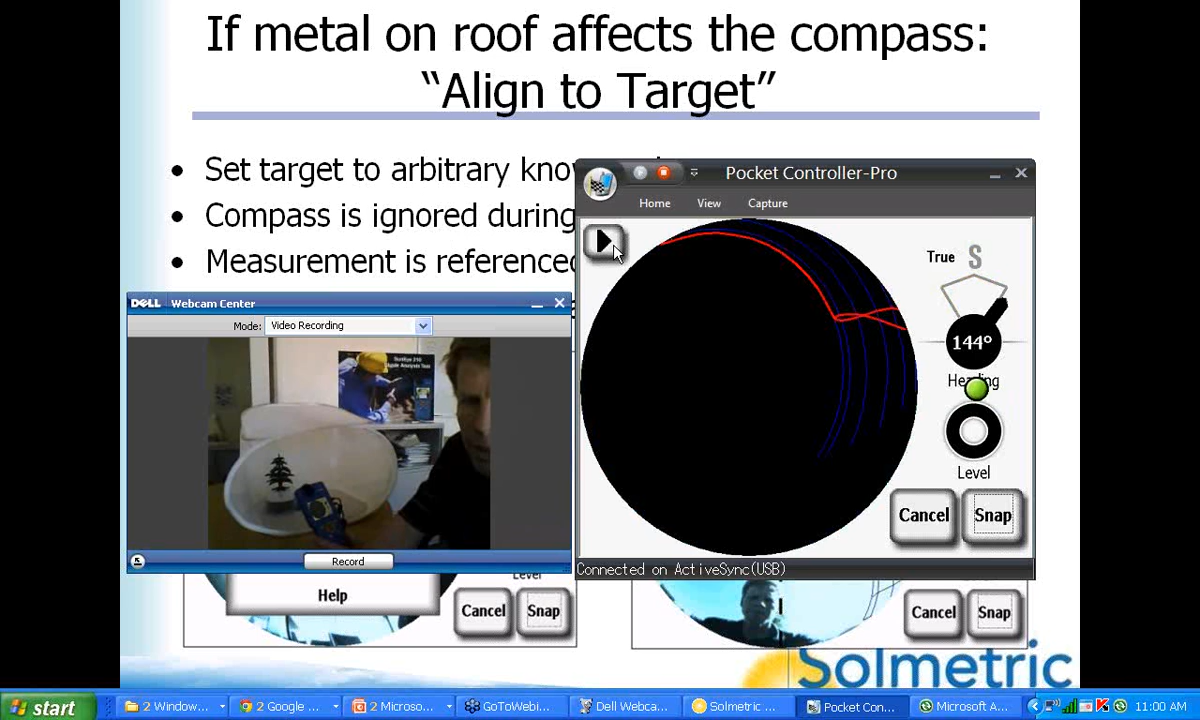 If metal on roof affects the compass:
“Align to Target”
• Set target to arbitrary
• Compass is ignored during
• Measurement is referenced
Pocket Controller-Pro
Home View Capture
True S
144°
Heading
Level
Cancel Snap
Connected on ActiveSync(USB)
DELL Webcam Center
Mode: Video Recording
SunEye 210
Record
Level
Help
Cancel Snap
Cancel Snap
Solmetric
start
2 Window...
2 Google ...
2 Microso...
GoToWebi...
Dell Webca...
Solmetric ...
Pocket Con...
Microsoft A...
11:00 AM